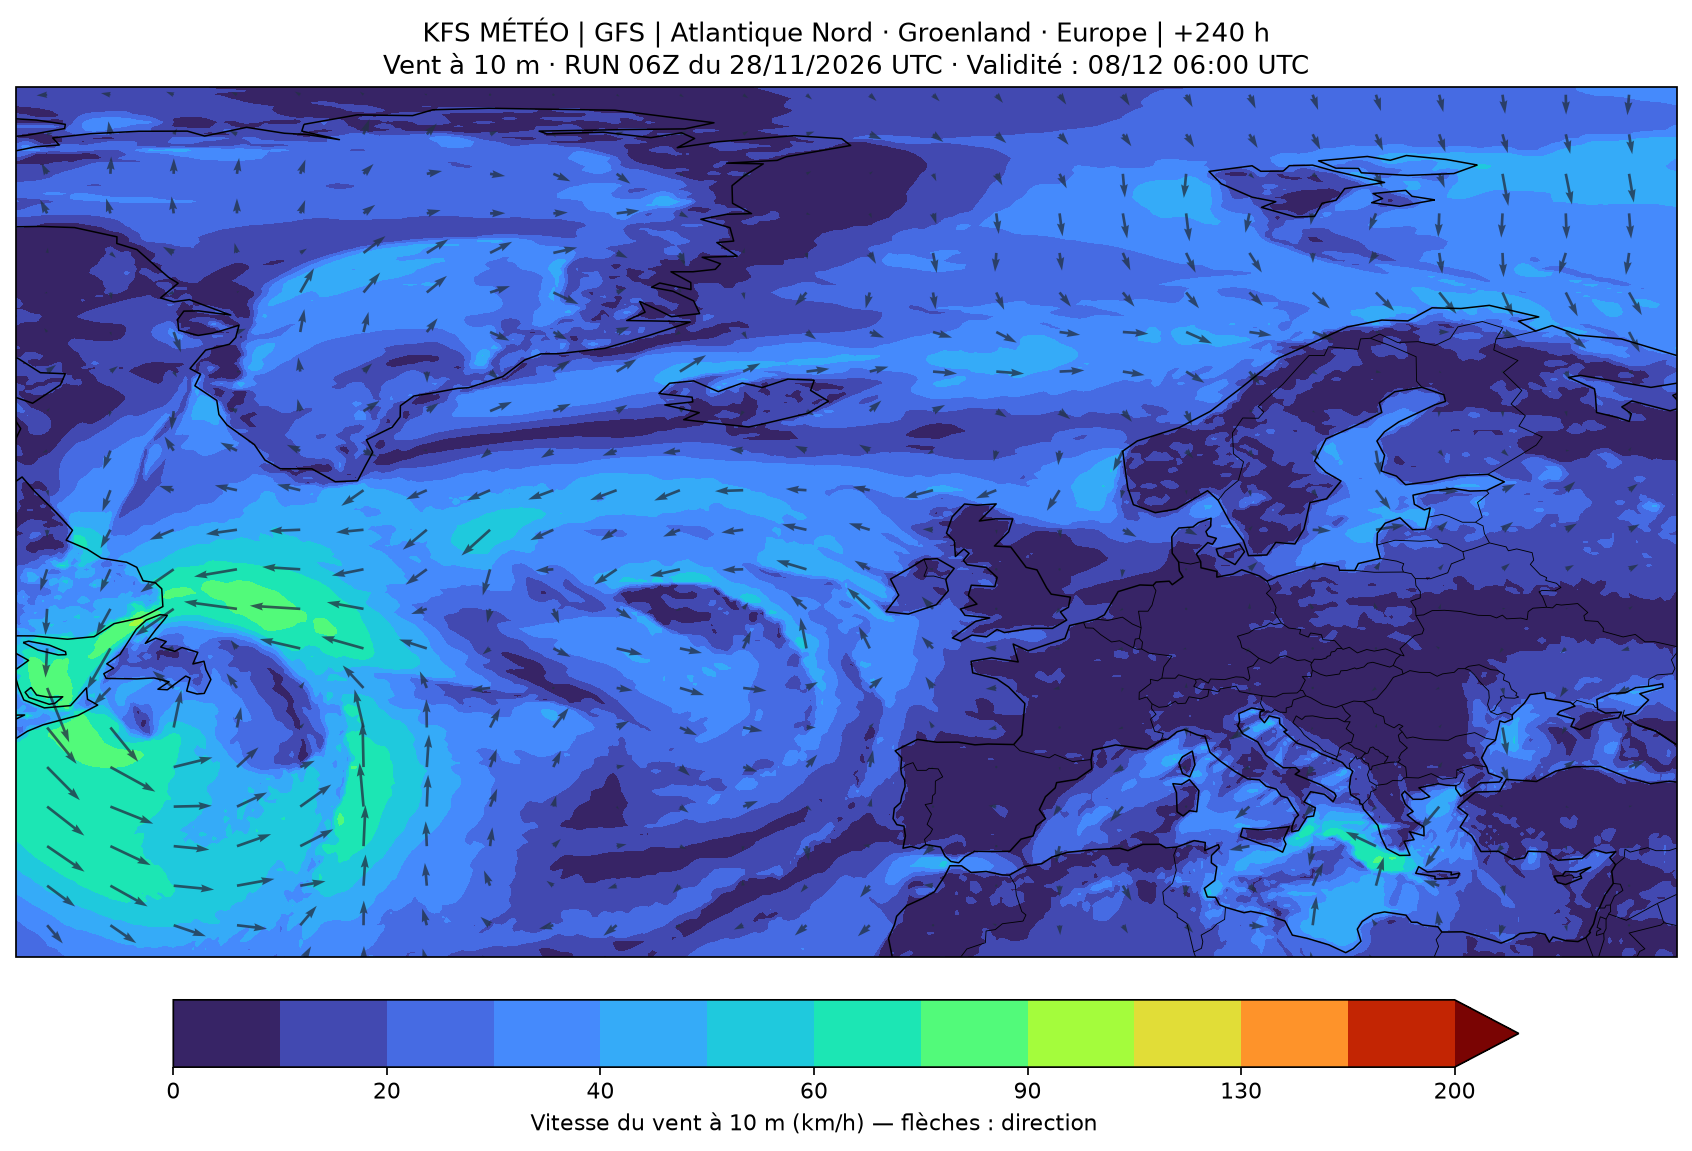 KFS MÉTÉO | GFS | Atlantique Nord · Groenland · Europe | +240 h
Vent à 10 m · RUN 06Z du 28/11/2026 UTC · Validité : 08/12 06:00 UTC
0 20 40 60 90 130 200
Vitesse du vent à 10 m (km/h) — flèches : direction